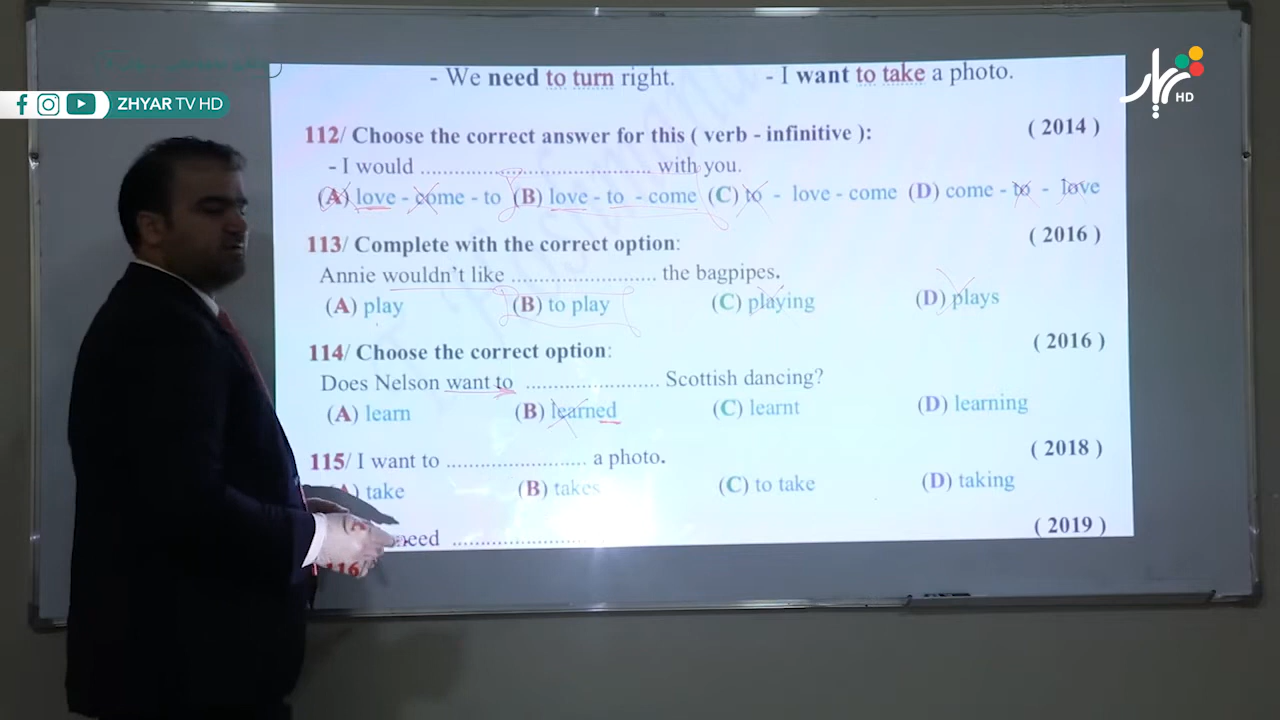 ZHYAR TV HD
HD
- We need to turn right. - I want to take a photo.
112/ Choose the correct answer for this ( verb - infinitive ): ( 2014 )
- I would .......................................... with you.
(A) love - come - to (B) love - to - come (C) to - love - come (D) come - to - love
113/ Complete with the correct option: ( 2016 )
Annie wouldn't like .......................... the bagpipes.
(A) play (B) to play (C) playing (D) plays
114/ Choose the correct option: ( 2016 )
Does Nelson want to ........................ Scottish dancing?
(A) learn (B) learned (C) learnt (D) learning
115/ I want to ......................... a photo. ( 2018 )
(A) take (B) takes (C) to take (D) taking
116/ need ....................... ( 2019 )